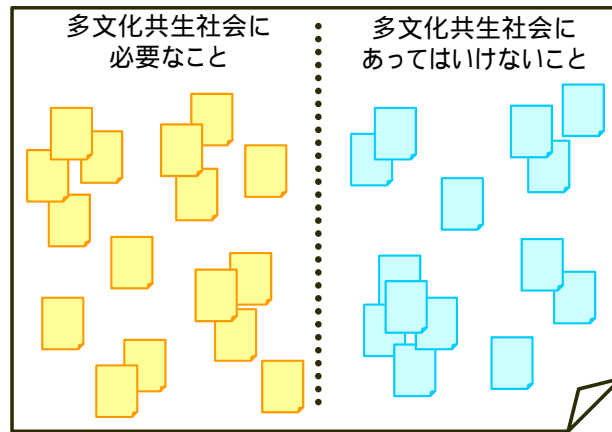 多文化共生社会に
必要なこと
多文化共生社会に
あってはいけないこと